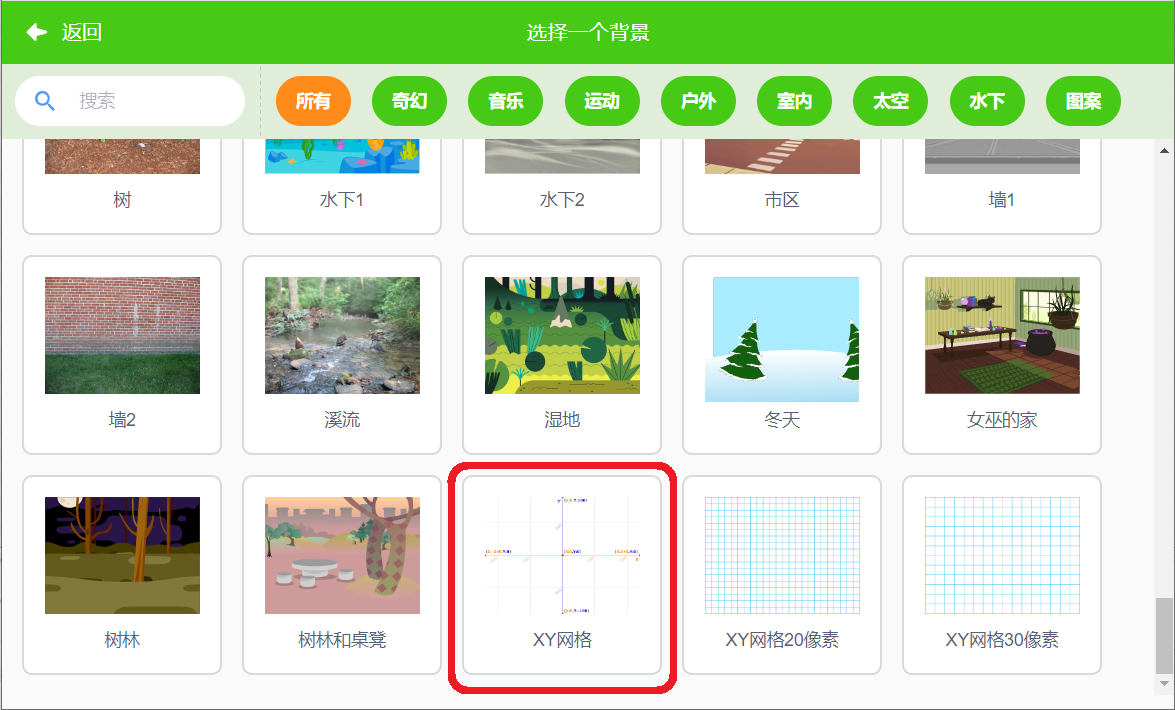 返回
选择一个背景
搜索
所有
奇幻
音乐
运动
户外
室内
太空
水下
图案
树
水下1
水下2
市区
墙1
墙2
溪流
湿地
冬天
女巫的家
树林
树林和桌凳
XY网格
XY网格20像素
XY网格30像素